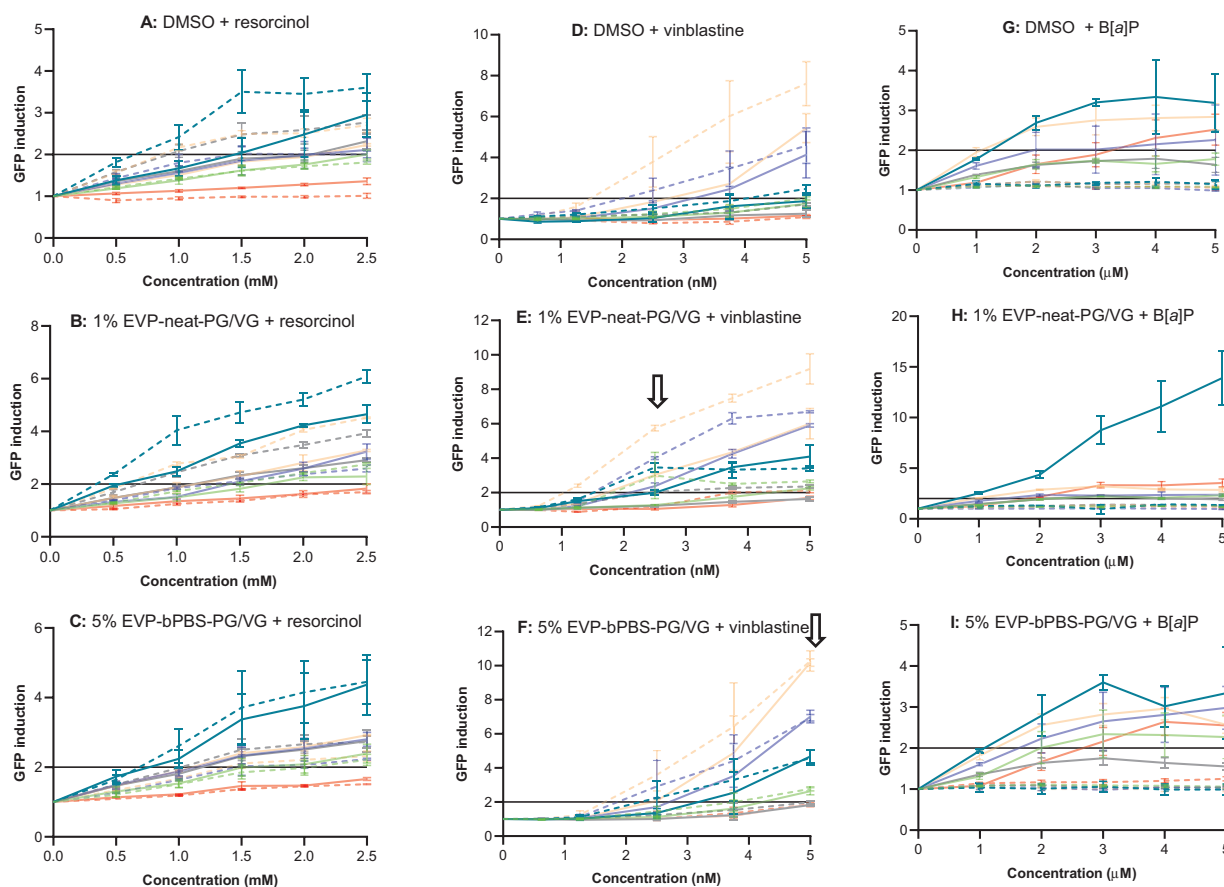 A: DMSO + resorcinol
GFP induction
5
4
3
2
1
0
0.0 0.5 1.0 1.5 2.0 2.5
Concentration (mM)
D: DMSO + vinblastine
GFP induction
10
8
6
4
2
0
0 1 2 3 4 5
Concentration (nM)
G: DMSO + B[a]P
GFP induction
5
4
3
2
1
0
0 1 2 3 4 5
Concentration (μM)
B: 1% EVP-neat-PG/VG + resorcinol
GFP induction
8
6
4
2
0
0.0 0.5 1.0 1.5 2.0 2.5
Concentration (mM)
E: 1% EVP-neat-PG/VG + vinblastine
GFP induction
12
10
8
6
4
2
0
0 1 2 3 4 5
Concentration (nM)
H: 1% EVP-neat-PG/VG + B[a]P
GFP induction
20
15
10
5
0
0 1 2 3 4 5
Concentration (μM)
C: 5% EVP-bPBS-PG/VG + resorcinol
GFP induction
6
4
2
0
0.0 0.5 1.0 1.5 2.0 2.5
Concentration (mM)
F: 5% EVP-bPBS-PG/VG + vinblastine
GFP induction
12
10
8
6
4
2
0
0 1 2 3 4 5
Concentration (nM)
I: 5% EVP-bPBS-PG/VG + B[a]P
GFP induction
5
4
3
2
1
0
0 1 2 3 4 5
Concentration (μM)